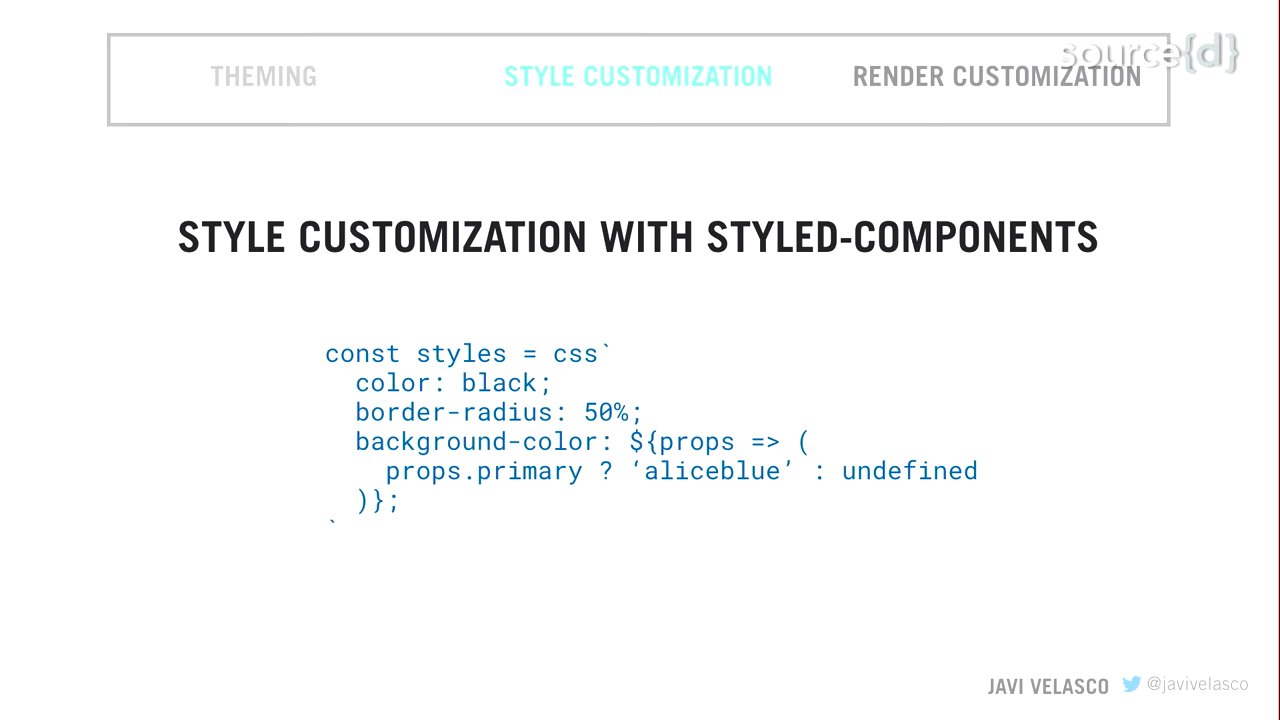 source{d}
THEMING STYLE CUSTOMIZATION RENDER CUSTOMIZATION
STYLE CUSTOMIZATION WITH STYLED-COMPONENTS
const styles = css`
  color: black;
  border-radius: 50%;
  background-color: ${props => (
    props.primary ? ‘aliceblue’ : undefined
  )};
`
JAVI VELASCO @javivelasco